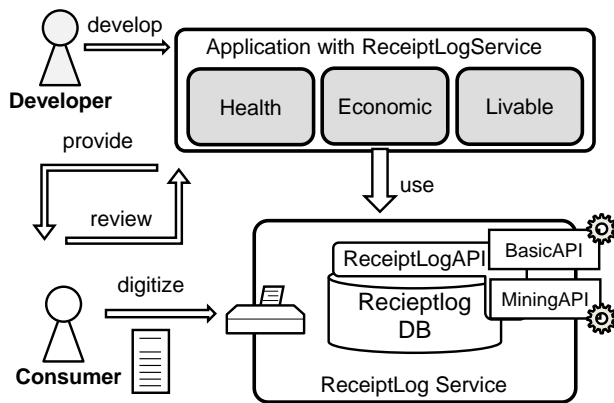 develop
Developer
Application with ReceiptLogService
Health
Economic
Livable
provide
review
use
digitize
Consumer
ReceiptLogAPI
BasicAPI
MiningAPI
Recieptlog
DB
ReceiptLog Service